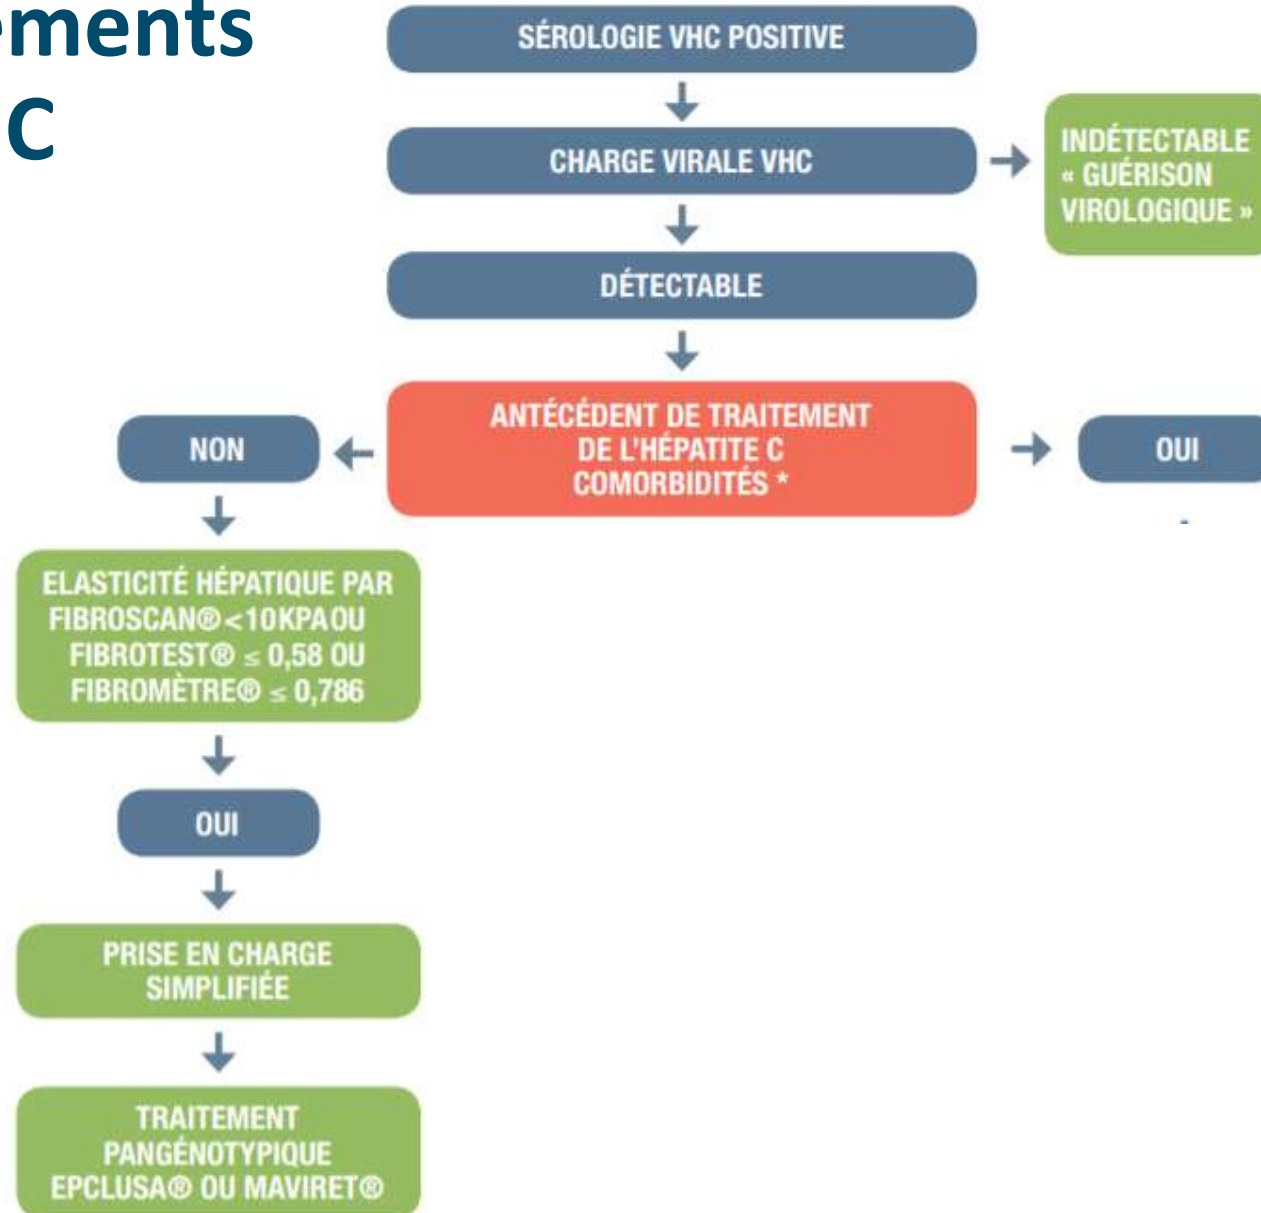 ements
C
SÉROLOGIE VHC POSITIVE
CHARGE VIRALE VHC
INDÉTECTABLE
« GUÉRISON
VIROLOGIQUE »
DÉTECTABLE
ANTÉCÉDENT DE TRAITEMENT
DE L'HÉPATITE C
COMORBIDITÉS *
NON
OUI
ELASTICITÉ HÉPATIQUE PAR
FIBROSCAN® <10KPA OU
FIBROTEST® ≤ 0,58 OU
FIBROMÈTRE® ≤ 0,786
OUI
PRISE EN CHARGE
SIMPLIFIÉE
TRAITEMENT
PANGÉNOTYPIQUE
EPCLUSA® OU MAVIRET®